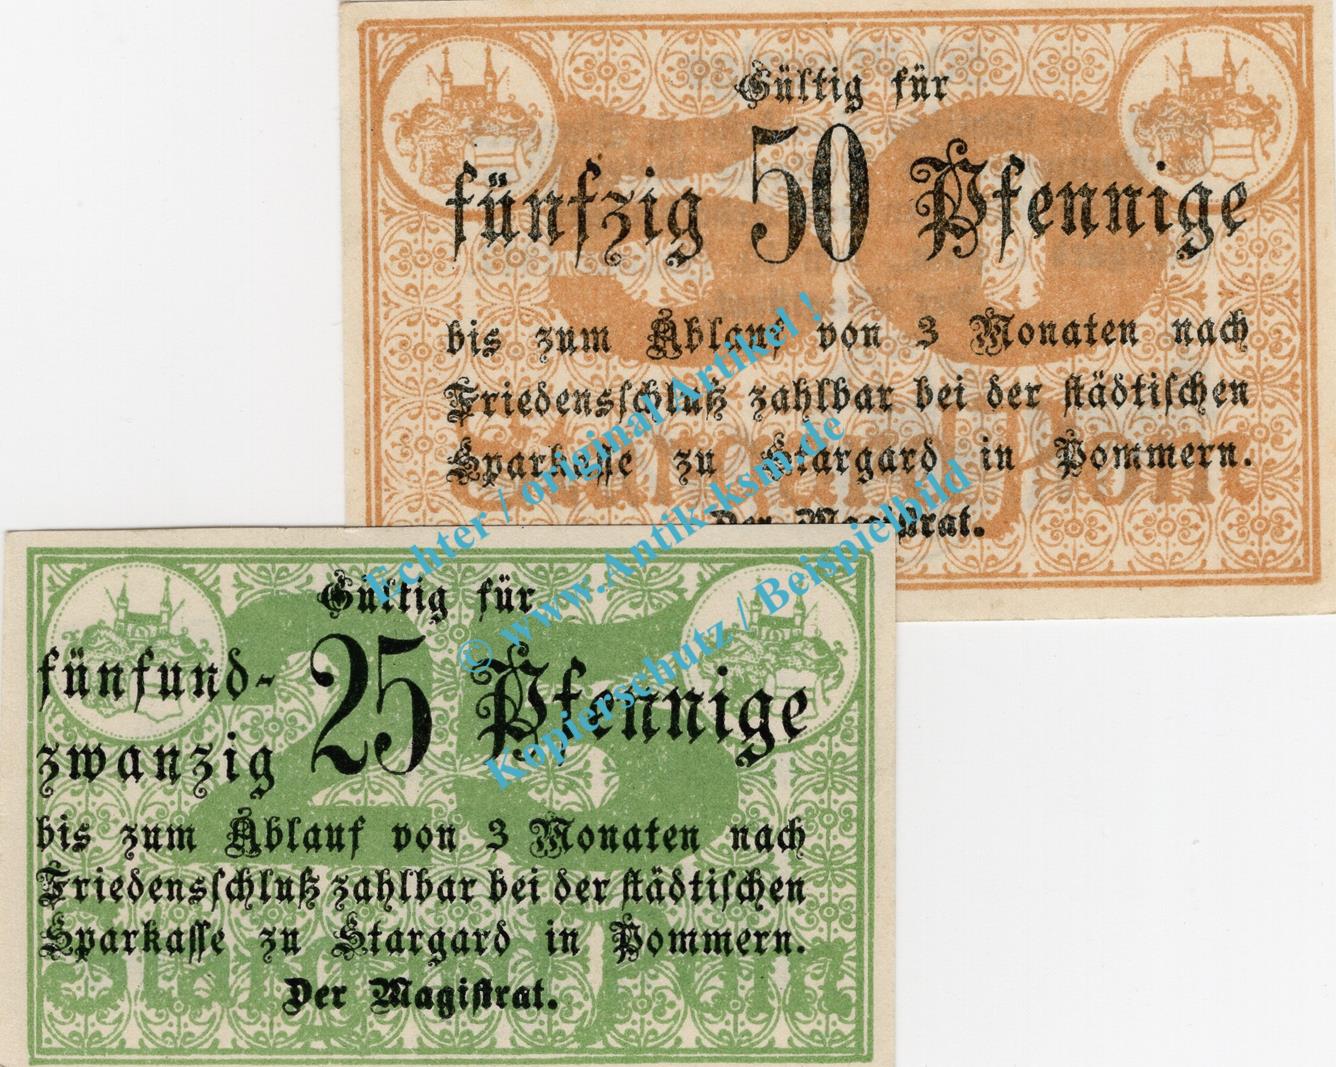 Gültig für
fünfzig 50 Pfennige
bis zum Ablauf von 3 Monaten nach
Friedensschluß zahlbar bei der städtischen
Sparkasse zu Stargard in Pommern.
Der Magistrat.
Gültig für
fünfund-
zwanzig 25 Pfennige
bis zum Ablauf von 3 Monaten nach
Friedensschluß zahlbar bei der städtischen
Sparkasse zu Stargard in Pommern.
Der Magistrat.
50
25
Echter / original Artikel !
© www.Antik-ksm.de
Kopierschutz / Beispielbild